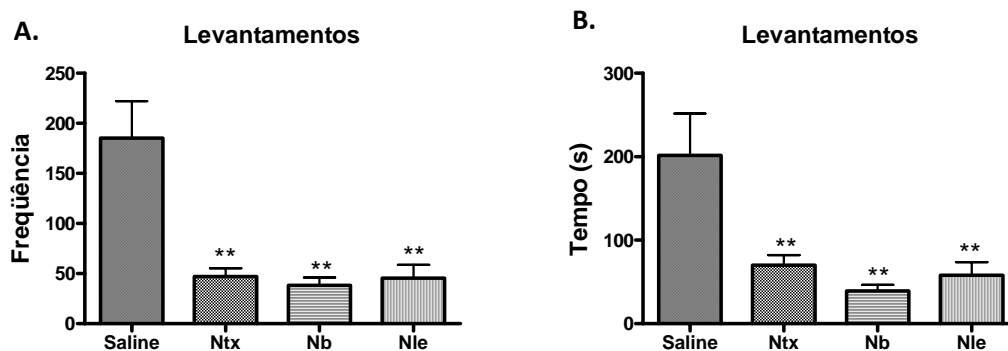 A.
Levantamentos
Freqüência
250
200
150
100
50
0
**
**
**
Saline Ntx Nb Nle
B.
Levantamentos
Tempo (s)
300
200
100
0
**
**
**
Saline Ntx Nb Nle